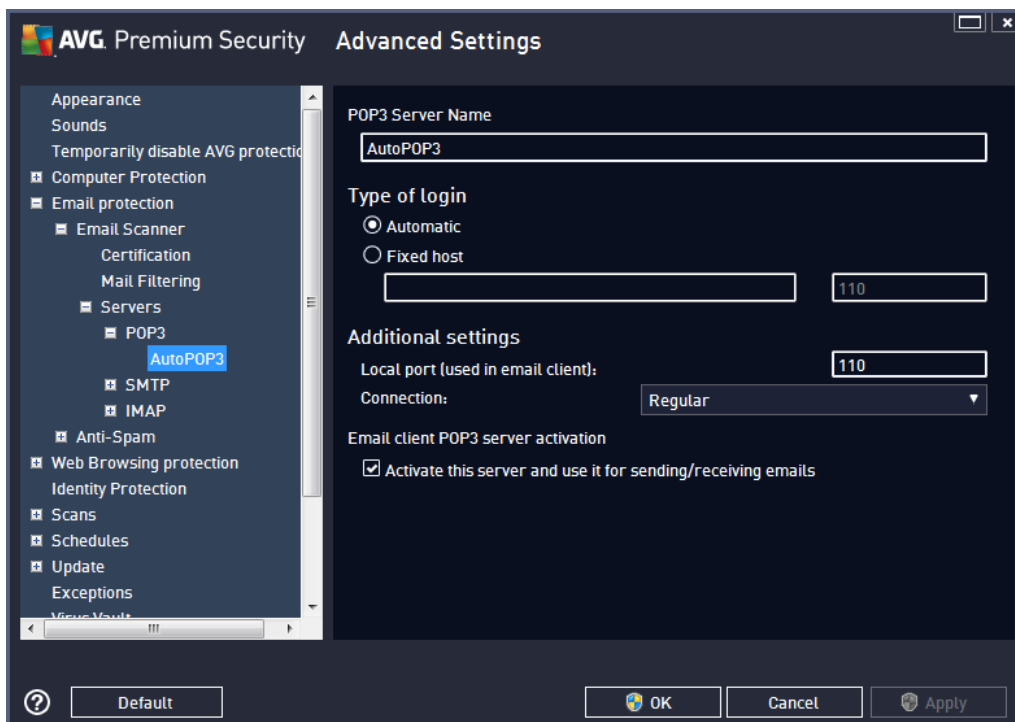 AVG. Premium Security Advanced Settings
Appearance
Sounds
Temporarily disable AVG protectic
Computer Protection
Email protection
Email Scanner
Certification
Mail Filtering
Servers
POP3
AutoPOP3
SMTP
IMAP
Anti-Spam
Web Browsing protection
Identity Protection
Scans
Schedules
Update
Exceptions
Virus Vault
POP3 Server Name
AutoPOP3
Type of login
Automatic
Fixed host
110
Additional settings
Local port (used in email client): 110
Connection: Regular
Email client POP3 server activation
Activate this server and use it for sending/receiving emails
Default OK Cancel Apply